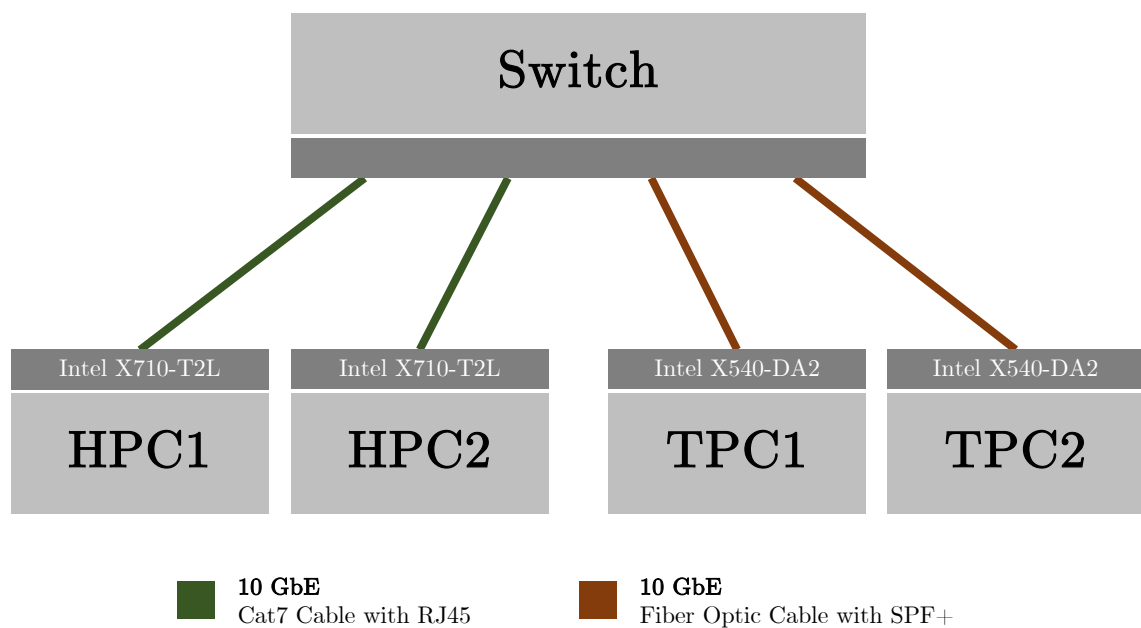 Switch
Intel X710-T2L
Intel X710-T2L
Intel X540-DA2
Intel X540-DA2
HPC1
HPC2
TPC1
TPC2
10 GbE
Cat7 Cable with RJ45
10 GbE
Fiber Optic Cable with SPF+